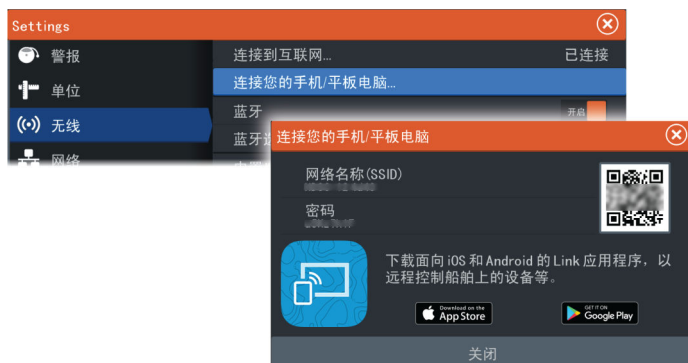 Settings
警报
连接到互联网…
已连接
连接您的手机/平板电脑…
单位
蓝牙
开启
无线
蓝牙
网络
连接您的手机/平板电脑
网络名称(SSID)
密码
下载面向 iOS 和 Android 的 Link 应用程序，以
远程控制船舶上的设备等。
Download on the
App Store
GET IT ON
Google Play
关闭